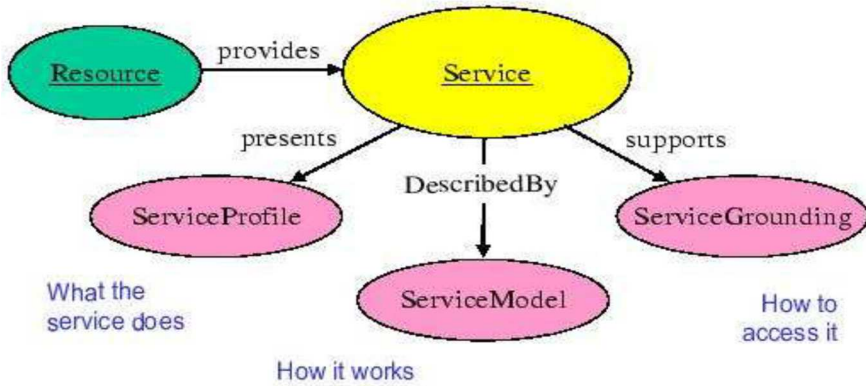 provides
Resource
Service
presents
supports
DescribedBy
ServiceProfile
ServiceGrounding
ServiceModel
What the
service does
How to
access it
How it works